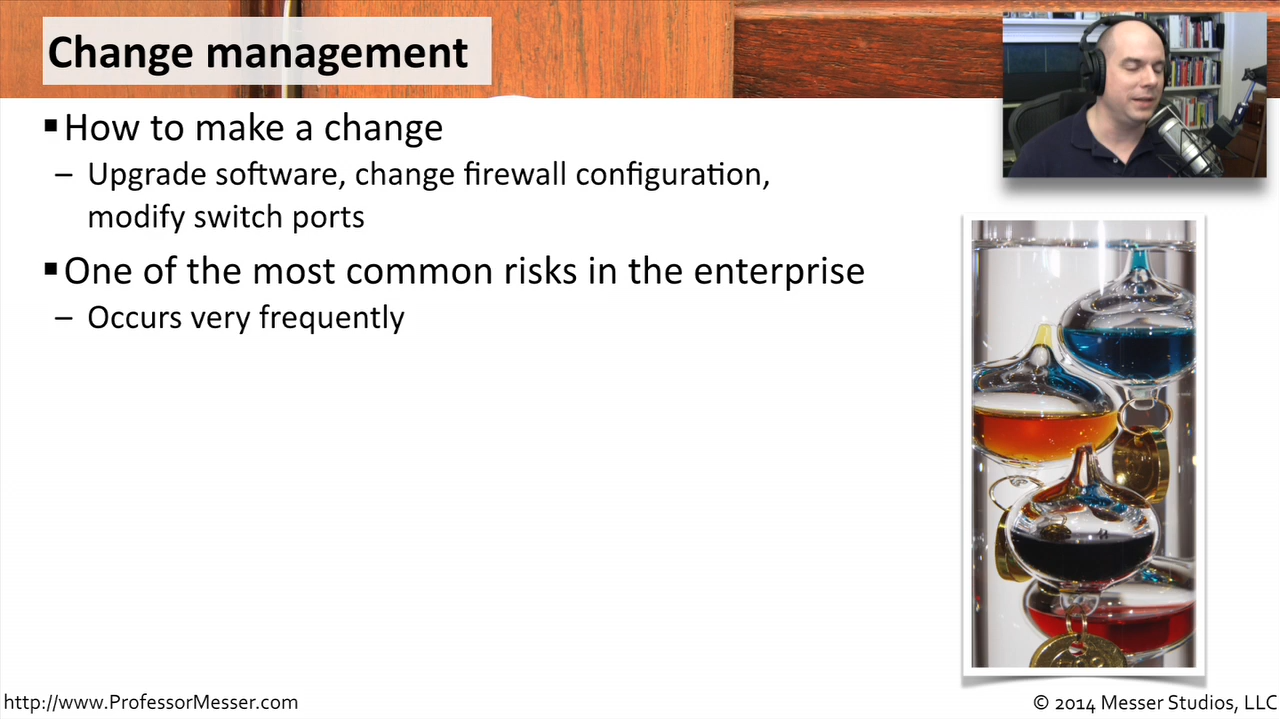 Change management
▪How to make a change
– Upgrade software, change firewall configuration,
modify switch ports
▪One of the most common risks in the enterprise
– Occurs very frequently
http://www.ProfessorMesser.com
© 2014 Messer Studios, LLC